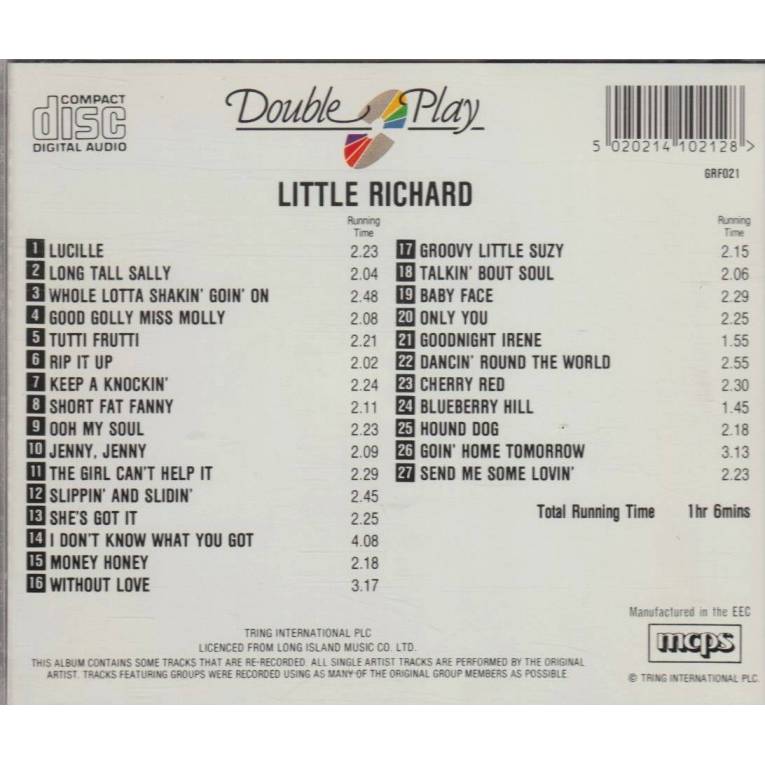 COMPACT
disc
DIGITAL AUDIO
Double Play
5 020214 102128 >
GRF021
LITTLE RICHARD
Running
Time
1 LUCILLE 2.23
2 LONG TALL SALLY 2.04
3 WHOLE LOTTA SHAKIN' GOIN' ON 2.48
4 GOOD GOLLY MISS MOLLY 2.08
5 TUTTI FRUTTI 2.21
6 RIP IT UP 2.02
7 KEEP A KNOCKIN' 2.24
8 SHORT FAT FANNY 2.11
9 OOH MY SOUL 2.23
10 JENNY, JENNY 2.09
11 THE GIRL CAN'T HELP IT 2.29
12 SLIPPIN' AND SLIDIN' 2.45
13 SHE'S GOT IT 2.25
14 I DON'T KNOW WHAT YOU GOT 4.08
15 MONEY HONEY 2.18
16 WITHOUT LOVE 3.17
Running
Time
17 GROOVY LITTLE SUZY 2.15
18 TALKIN' BOUT SOUL 2.06
19 BABY FACE 2.29
20 ONLY YOU 2.25
21 GOODNIGHT IRENE 1.55
22 DANCIN' ROUND THE WORLD 2.55
23 CHERRY RED 2.30
24 BLUEBERRY HILL 1.45
25 HOUND DOG 2.18
26 GOIN' HOME TOMORROW 3.13
27 SEND ME SOME LOVIN' 2.23
Total Running Time 1hr 6mins
TRING INTERNATIONAL PLC
LICENCED FROM LONG ISLAND MUSIC CO. LTD.
THIS ALBUM CONTAINS SOME TRACKS THAT ARE RE-RECORDED. ALL SINGLE ARTIST TRACKS ARE PERFORMED BY THE ORIGINAL
ARTIST. TRACKS FEATURING GROUPS WERE RECORDED USING AS MANY OF THE ORIGINAL GROUP MEMBERS AS POSSIBLE.
Manufactured in the EEC
mcps
© TRING INTERNATIONAL PLC.